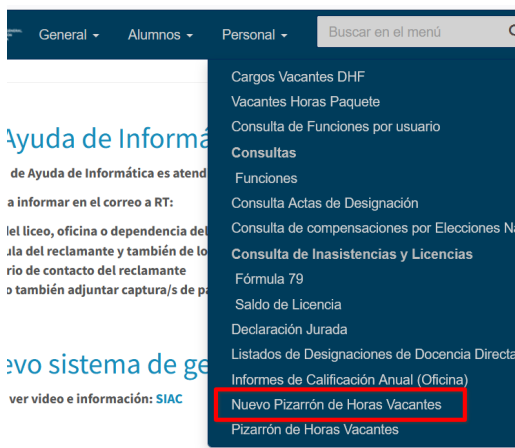 General
Alumnos
Personal
Buscar en el menú
Cargos Vacantes DHF
Vacantes Horas Paquete
Consulta de Funciones por usuario
Consultas
Funciones
Consulta Actas de Designación
Consulta de compensaciones por Elecciones Na
Consulta de Inasistencias y Licencias
Fórmula 79
Saldo de Licencia
Declaración Jurada
Listados de Designaciones de Docencia Directa
Informes de Calificación Anual (Oficina)
Nuevo Pizarrón de Horas Vacantes
Pizarrón de Horas Vacantes
Ayuda de Informá
de Ayuda de Informática es atend
a informar en el correo a RT:
del liceo, oficina o dependencia del
ula del reclamante y también de lo
rio de contacto del reclamante
o también adjuntar captura/s de pa
evo sistema de ge
ver video e información: SIAC